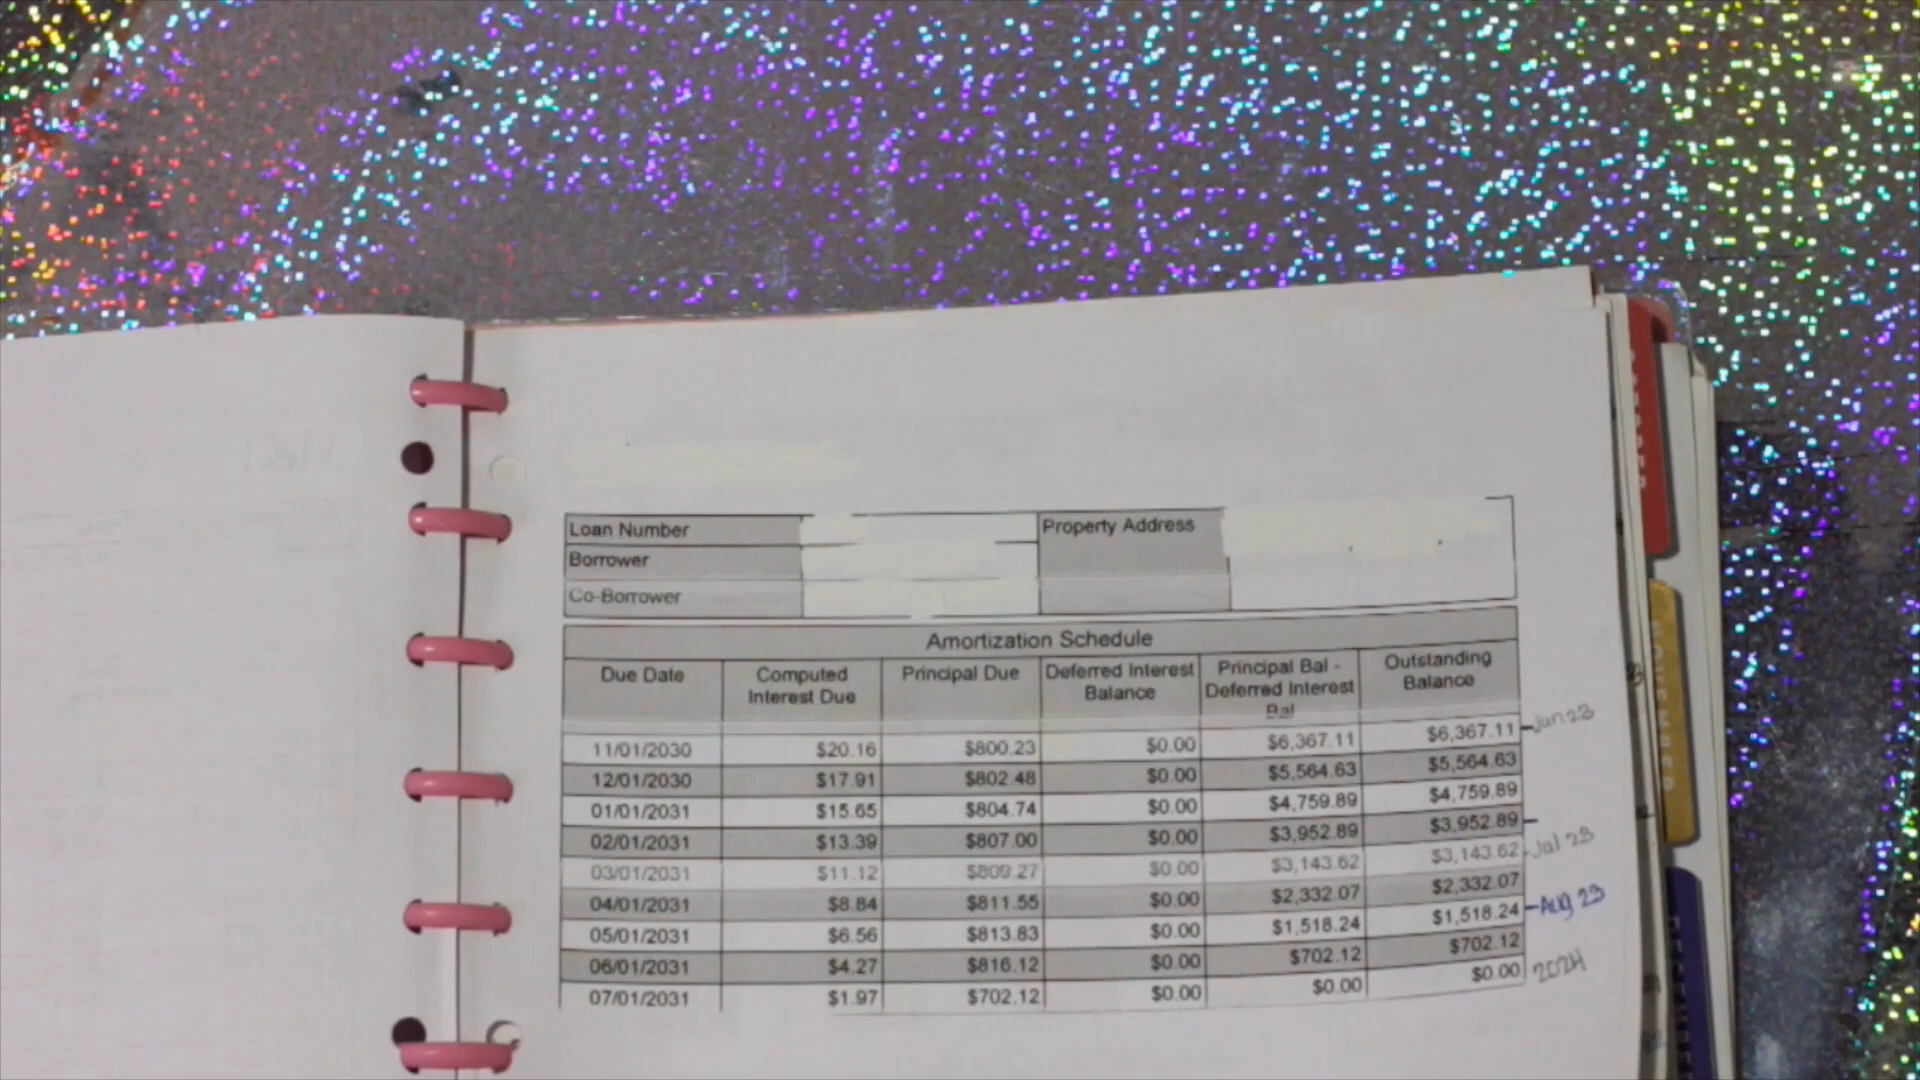 Loan Number
Property Address
Borrower
Co-Borrower
Amortization Schedule
Due Date Computed Interest Due Principal Due Deferred Interest Balance Principal Bal - Deferred Interest Bal Outstanding Balance
11/01/2030 $20.16 $800.23 $0.00 $6,367.11 $6,367.11 Jun 23
12/01/2030 $17.91 $802.48 $0.00 $5,564.63 $5,564.63
01/01/2031 $15.65 $804.74 $0.00 $4,759.89 $4,759.89
02/01/2031 $13.39 $807.00 $0.00 $3,952.89 $3,952.89
03/01/2031 $11.12 $809.27 $0.00 $3,143.62 $3,143.62 Jul 23
04/01/2031 $8.84 $811.55 $0.00 $2,332.07 $2,332.07
05/01/2031 $6.56 $813.83 $0.00 $1,518.24 $1,518.24 Aug 23
06/01/2031 $4.27 $816.12 $0.00 $702.12 $702.12
07/01/2031 $1.97 $702.12 $0.00 $0.00 $0.00 2024
OCTOBER
NOVEMBER